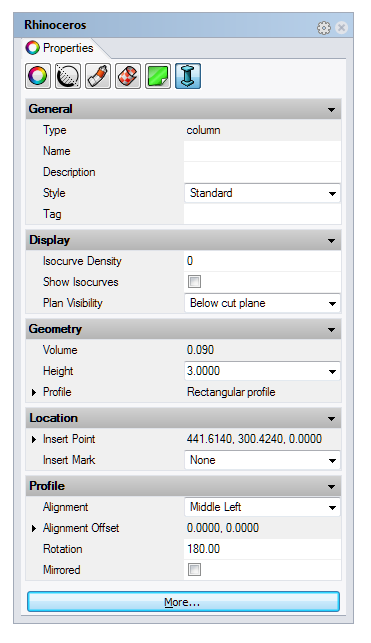 Rhinoceros
Properties
General
Type column
Name
Description
Style Standard
Tag
Display
Isocurve Density 0
Show Isocurves
Plan Visibility Below cut plane
Geometry
Volume 0.090
Height 3.0000
Profile Rectangular profile
Location
Insert Point 441.6140, 300.4240, 0.0000
Insert Mark None
Profile
Alignment Middle Left
Alignment Offset 0.0000, 0.0000
Rotation 180.00
Mirrored
More...